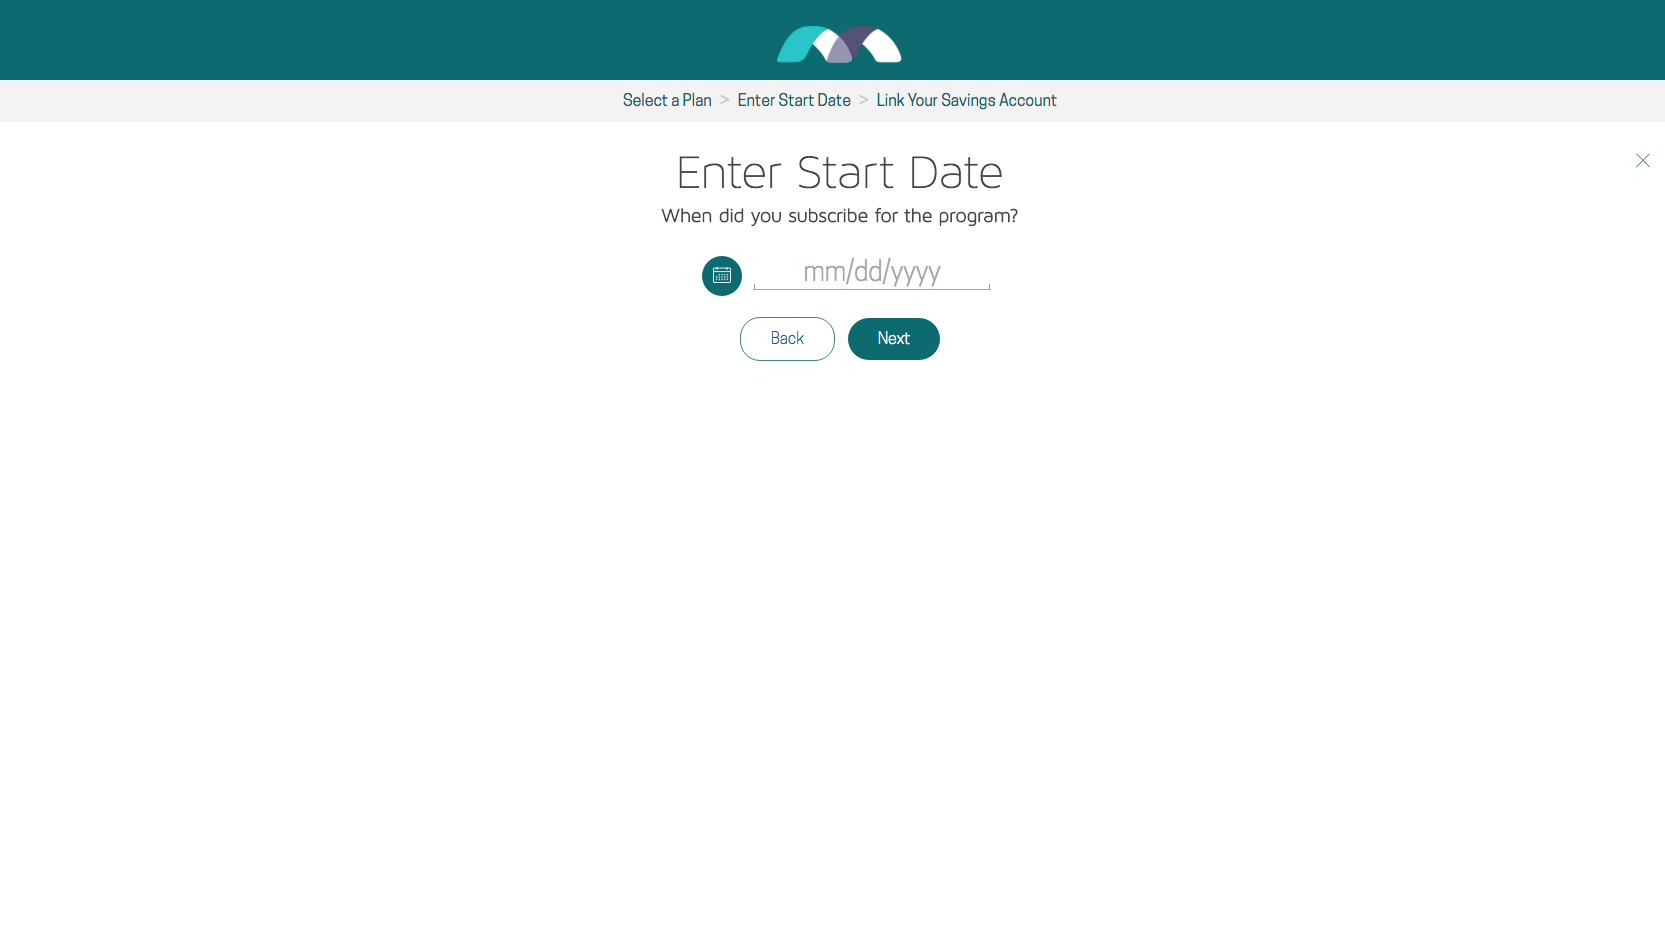 Select a Plan > Enter Start Date > Link Your Savings Account
Enter Start Date
When did you subscribe for the program?
mm/dd/yyyy
Back Next